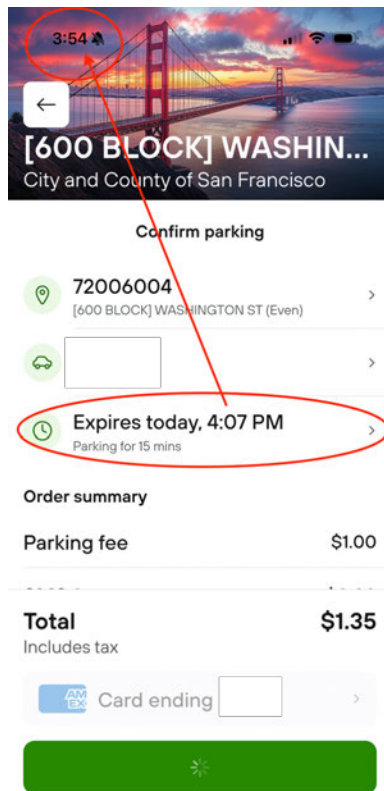 3:54
[600 BLOCK] WASHIN...
City and County of San Francisco
Confirm parking
72006004
[600 BLOCK] WASHINGTON ST (Even)
Expires today, 4:07 PM
Parking for 15 mins
Order summary
Parking fee $1.00
Total $1.35
Includes tax
AM
EX
Card ending